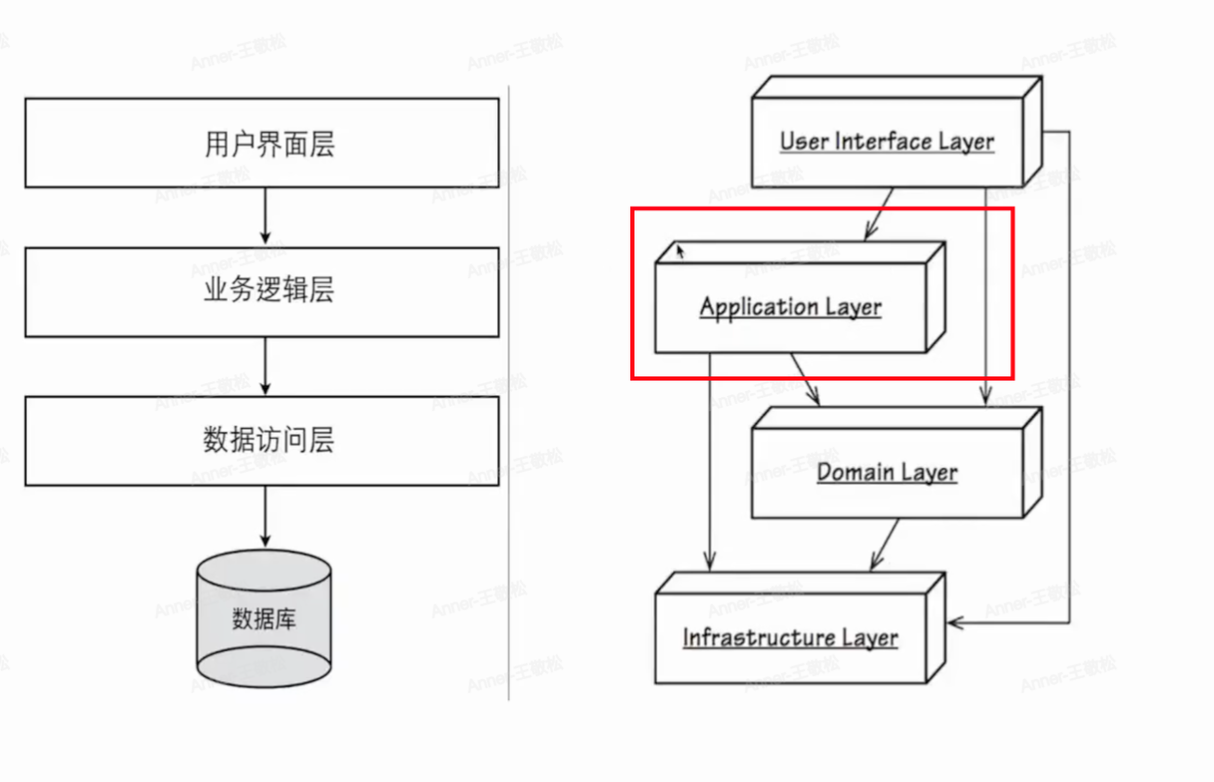 用户界面层
业务逻辑层
数据访问层
数据库
User Interface Layer
Application Layer
Domain Layer
Infrastructure Layer
Anner-王敬松